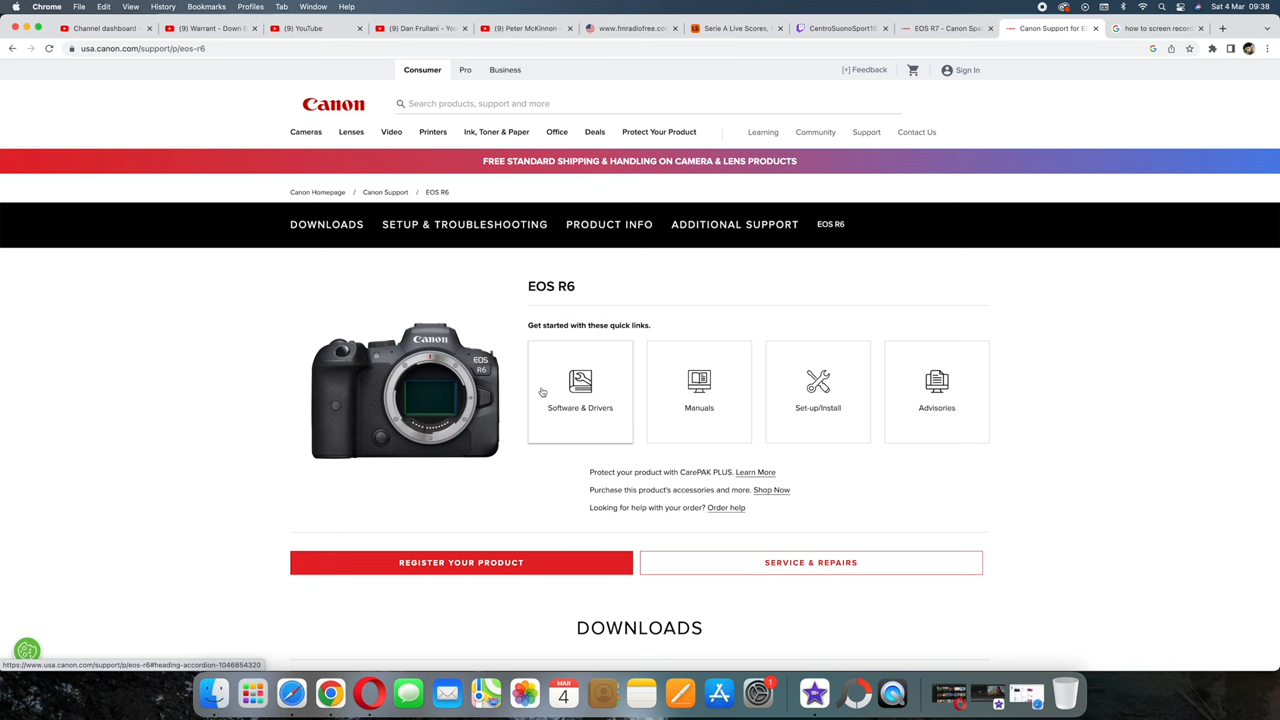 Chrome File Edit View History Bookmarks Profiles Tab Window Help Sat 4 Mar 09:38
Channel dashboard - (9) Warrant – Down B (9) YouTube (9) Dan Frullani – You (9) Peter McKinnon – www.fmradiofree.co Serie A Live Scores, CentroSuonoSport10 EOS R7 - Canon Spa Canon Support for EO how to screen record
usa.canon.com/support/p/eos-r6
Consumer Pro Business [+] Feedback Sign In
Canon Search products, support and more
Cameras Lenses Video Printers Ink, Toner & Paper Office Deals Protect Your Product Learning Community Support Contact Us
FREE STANDARD SHIPPING & HANDLING ON CAMERA & LENS PRODUCTS
Canon Homepage / Canon Support / EOS R6
DOWNLOADS SETUP & TROUBLESHOOTING PRODUCT INFO ADDITIONAL SUPPORT EOS R6
EOS R6
Get started with these quick links.
Canon
EOS
R6
Software & Drivers Manuals Set-up/Install Advisories
Protect your product with CarePAK PLUS. Learn More
Purchase this product's accessories and more. Shop Now
Looking for help with your order? Order help
REGISTER YOUR PRODUCT SERVICE & REPAIRS
DOWNLOADS
https://www.usa.canon.com/support/p/eos-r6#heading-accordion-1046854320
MAR
4
1